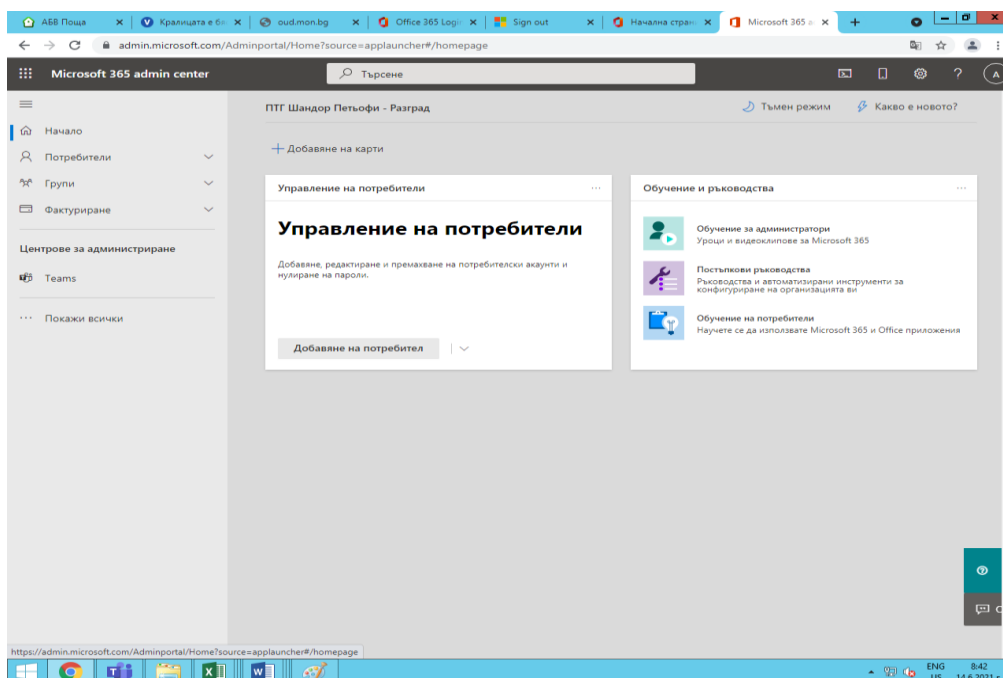 АБВ Поща
Кралицата е ба
oud.mon.bg
Office 365 Logi
Sign out
Начална стран
Microsoft 365 a
admin.microsoft.com/Adminportal/Home?source=applauncher#/homepage
Microsoft 365 admin center
Търсене
A
ПТГ Шандор Петьофи - Разград
Тъмен режим
Какво е новото?
Начало
Потребители
Групи
Фактуриране
Центрове за администриране
Teams
Покажи всички
Добавяне на карти
Управление на потребители
Управление на потребители
Добавяне, редактиране и премахване на потребителски акаунти и
нулиране на пароли.
Добавяне на потребител
Обучение и ръководства
Обучение за администратори
Уроци и видеоклипове за Microsoft 365
Постъпкови ръководства
Ръководства и автоматизирани инструменти за
конфигуриране на организацията ви
Обучение на потребители
Научете се да използвате Microsoft 365 и Office приложения
https://admin.microsoft.com/Adminportal/Home?source=applauncher#/homepage
ENG
US
8:42
14.6.2021 г.